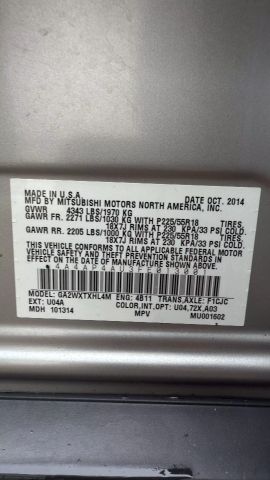 MADE IN U.S.A. DATE OCT. 2014
MFD BY MITSUBISHI MOTORS NORTH AMERICA, INC.
GVWR 4343 LBS/1970 KG
GAWR FR. 2271 LBS/1030 KG WITH P225/55R18 TIRES,
18X7J RIMS AT 230 KPA/33 PSI COLD.
GAWR RR. 2205 LBS/1000 KG WITH P225/55R18 TIRES,
18X7J RIMS AT 230 KPA/33 PSI COLD.
THIS VEHICLE CONFORMS TO ALL APPLICABLE FEDERAL MOTOR
VEHICLE SAFETY AND THEFT PREVENTION STANDARDS IN
EFFECT ON THE DATE OF MANUFACTURE SHOWN ABOVE.
MODEL: GA2WXTXHL4M ENG: 4B11 TRANS,AXLE: F1CJC
EXT: U04A COLOR,INT,OPT: U04,72X,A03
MDH 101314 MPV MU001602